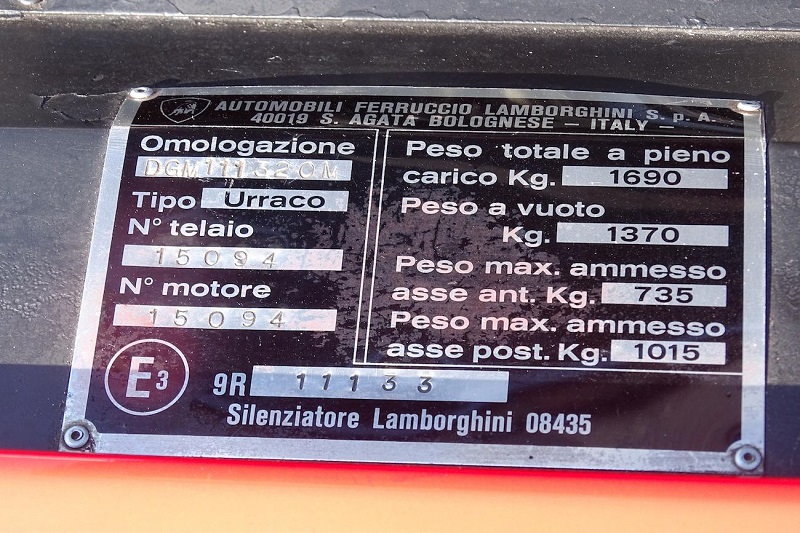 AUTOMOBILI FERRUCCIO LAMBORGHINI S.p.A.
40019 S. AGATA BOLOGNESE – ITALY –
Omologazione
DGM111320M
Tipo Urraco
N° telaio
15094
N° motore
15094
E3 9R 11133
Silenziatore Lamborghini 08435
Peso totale a pieno
carico Kg. 1690
Peso a vuoto
Kg. 1370
Peso max. ammesso
asse ant. Kg. 735
Peso max. ammesso
asse post. Kg. 1015